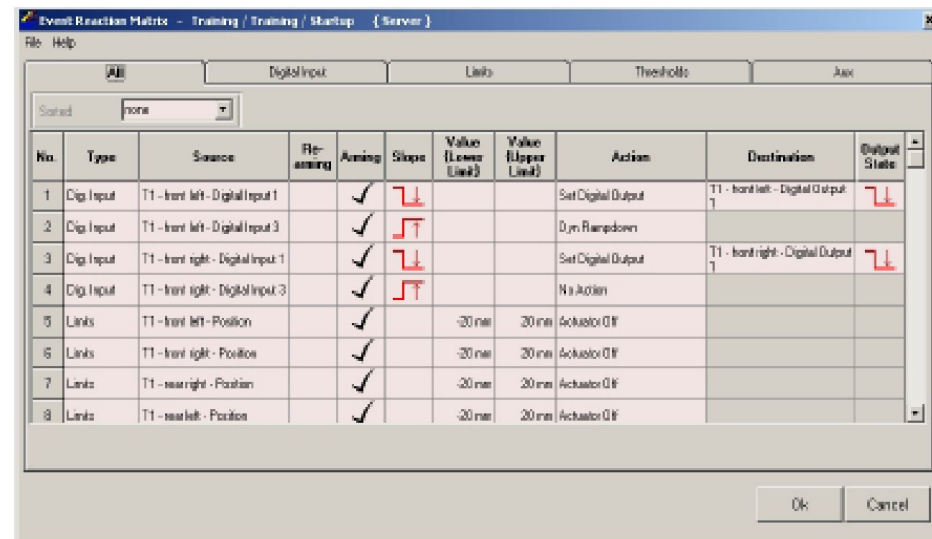 Event Reaction Matrix - Training / Training / Startup { Server }
File Help
All Digital Input Limits Thresholds Aux
Sorted none
No. Type Source Re-arming Arming Slope Value (Lower Limit) Value (Upper Limit) Action Destination Output State
1 Dig. Input T1 - front left - Digital Input 1 Set Digital Output T1 - front left - Digital Output 1
2 Dig. Input T1 - front left - Digital Input 3 Dyn Rampdown
3 Dig. Input T1 - front right - Digital Input 1 Set Digital Output T1 - front right - Digital Output 1
4 Dig. Input T1 - front right - Digital Input 3 No Action
5 Limits T1 - front left - Position -20 mm 20 mm Actuator Off
6 Limits T1 - front right - Position -20 mm 20 mm Actuator Off
7 Limits T1 - rear right - Position -20 mm 20 mm Actuator Off
8 Limits T1 - rear left - Position -20 mm 20 mm Actuator Off
Ok Cancel